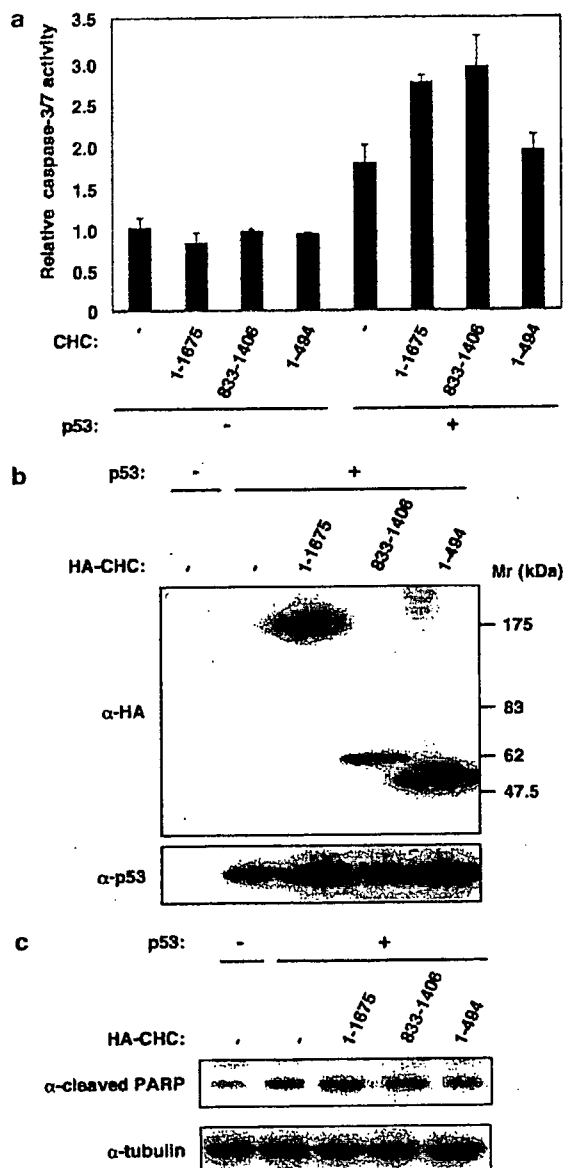 a
Relative caspase-3/7 activity
3.5
3.0
2.5
2.0
1.5
1.0
0.5
0
CHC: - 1-1675 833-1406 1-494 - 1-1675 833-1406 1-494
p53: - +
b
p53: - +
HA-CHC: - - 1-1675 833-1406 1-494 Mr (kDa)
α-HA
175
83
62
47.5
α-p53
c
p53: - +
HA-CHC: - - 1-1675 833-1406 1-494
α-cleaved PARP
α-tubulin